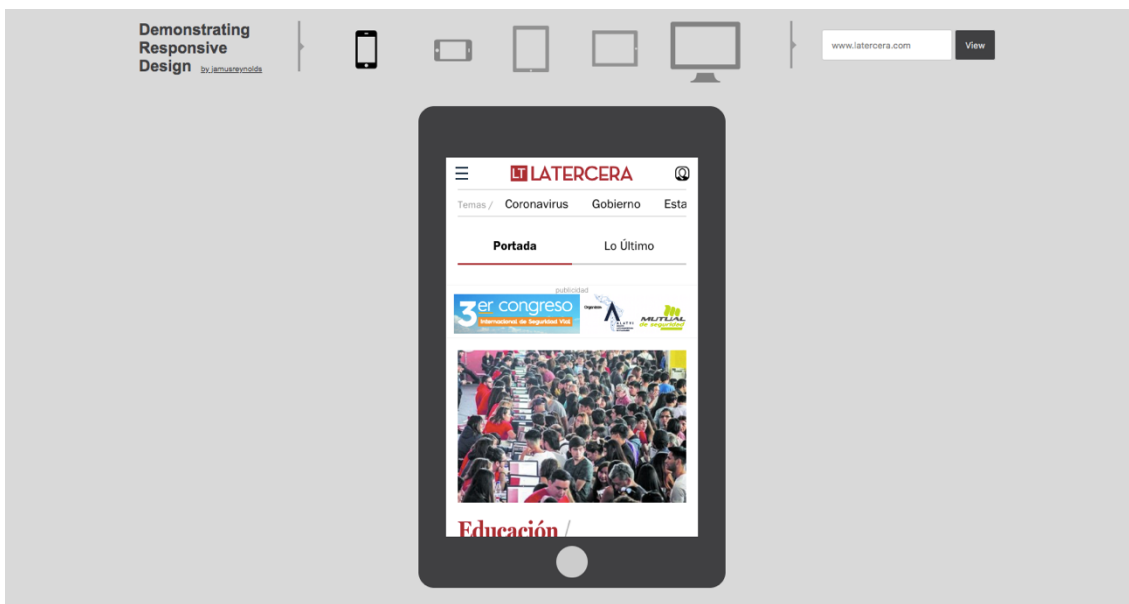 Demonstrating
Responsive
Design by jamusreynolds
www.latercera.com View
LT LATERCERA
Temas / Coronavirus Gobierno Esta
Portada Lo Último
publicidad
3er congreso
Internacional de Seguridad Vial
MUTUAL
de seguridad
Educación /